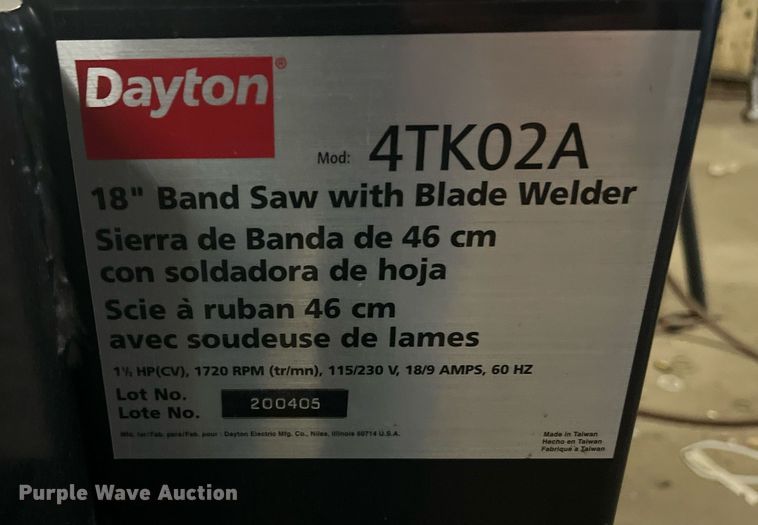 Dayton®
Mod: 4TK02A
18" Band Saw with Blade Welder
Sierra de Banda de 46 cm
con soldadora de hoja
Scie à ruban 46 cm
avec soudeuse de lames
1½ HP(CV), 1720 RPM (tr/mn), 115/230 V, 18/9 AMPS, 60 HZ
Lot No.
Lote No.
200405
Mfg. for/Fab. para/Fab. pour : Dayton Electric Mfg. Co., Niles, Illinois 60714 U.S.A.
Made in Taiwan
Hecho en Taiwan
Fabriqué a Taiwan
Purple Wave Auction